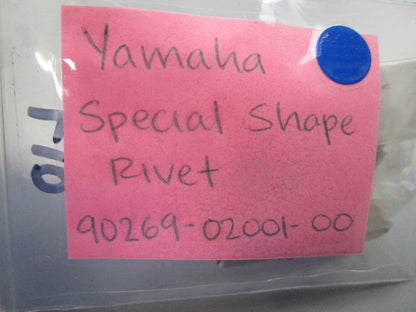 Yamaha
Special Shape
Rivet
90269-02001-00